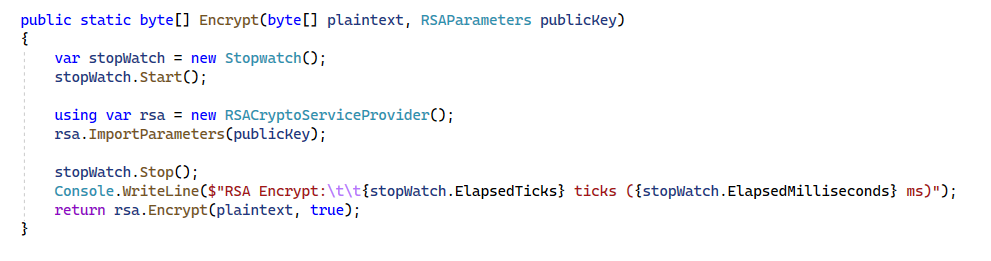 public static byte[] Encrypt(byte[] plaintext, RSAParameters publicKey)
{
    var stopWatch = new Stopwatch();
    stopWatch.Start();

    using var rsa = new RSACryptoServiceProvider();
    rsa.ImportParameters(publicKey);

    stopWatch.Stop();
    Console.WriteLine($"RSA Encrypt:\t\t{stopWatch.ElapsedTicks} ticks ({stopWatch.ElapsedMilliseconds} ms)");
    return rsa.Encrypt(plaintext, true);
}